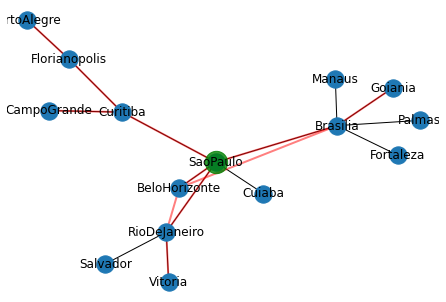 rtoAlegre
Florianopolis
Manaus
Goiania
CampoGrande
Curitiba
Palmas
Brasilia
Fortaleza
SaoPaulo
BeloHorizonte
Cuiaba
RioDeJaneiro
Salvador
Vitoria